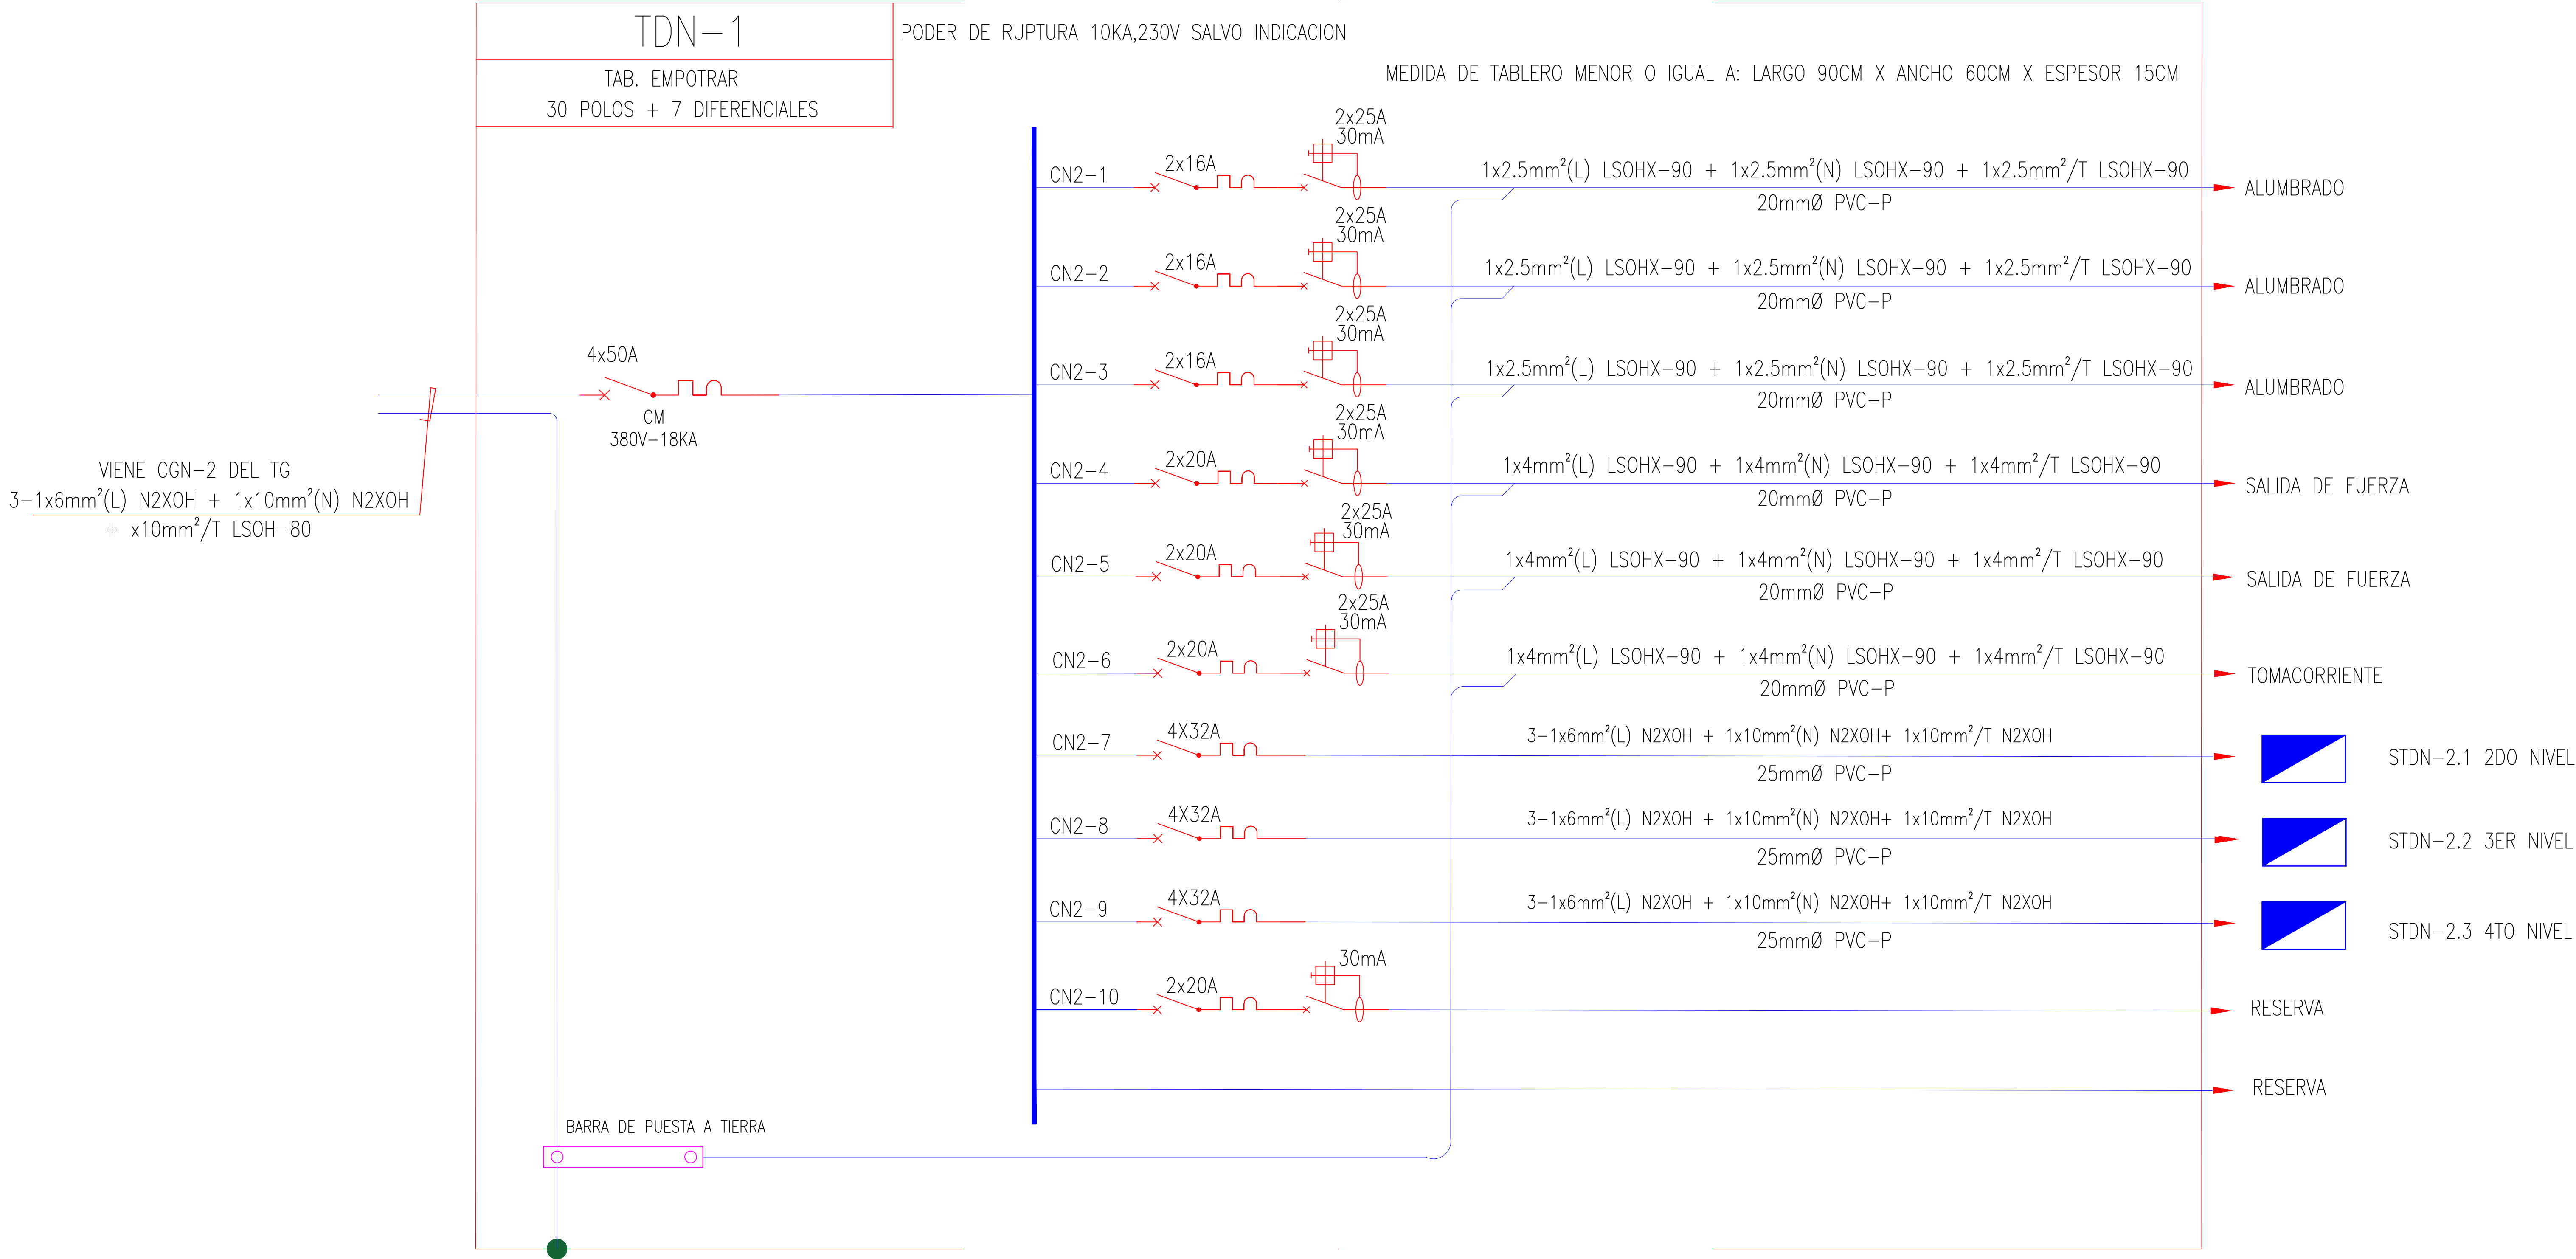 TDN-1
TAB. EMPOTRAR
30 POLOS + 7 DIFERENCIALES
PODER DE RUPTURA 10KA,230V SALVO INDICACION
MEDIDA DE TABLERO MENOR O IGUAL A: LARGO 90CM X ANCHO 60CM X ESPESOR 15CM
4x50A
CM
380V-18KA
VIENE CGN-2 DEL TG
3-1x6mm²(L) N2XOH + 1x10mm²(N) N2XOH
+ x10mm²/T LSOH-80
CN2-1
2x16A
2x25A
30mA
1x2.5mm²(L) LSOHX-90 + 1x2.5mm²(N) LSOHX-90 + 1x2.5mm²/T LSOHX-90
20mmØ PVC-P
ALUMBRADO
CN2-2
2x16A
2x25A
30mA
1x2.5mm²(L) LSOHX-90 + 1x2.5mm²(N) LSOHX-90 + 1x2.5mm²/T LSOHX-90
20mmØ PVC-P
ALUMBRADO
CN2-3
2x16A
2x25A
30mA
1x2.5mm²(L) LSOHX-90 + 1x2.5mm²(N) LSOHX-90 + 1x2.5mm²/T LSOHX-90
20mmØ PVC-P
ALUMBRADO
CN2-4
2x20A
2x25A
30mA
1x4mm²(L) LSOHX-90 + 1x4mm²(N) LSOHX-90 + 1x4mm²/T LSOHX-90
20mmØ PVC-P
SALIDA DE FUERZA
CN2-5
2x20A
2x25A
30mA
1x4mm²(L) LSOHX-90 + 1x4mm²(N) LSOHX-90 + 1x4mm²/T LSOHX-90
20mmØ PVC-P
SALIDA DE FUERZA
CN2-6
2x20A
2x25A
30mA
1x4mm²(L) LSOHX-90 + 1x4mm²(N) LSOHX-90 + 1x4mm²/T LSOHX-90
20mmØ PVC-P
TOMACORRIENTE
CN2-7
4X32A
3-1x6mm²(L) N2XOH + 1x10mm²(N) N2XOH+ 1x10mm²/T N2XOH
25mmØ PVC-P
STDN-2.1 2DO NIVEL
CN2-8
4X32A
3-1x6mm²(L) N2XOH + 1x10mm²(N) N2XOH+ 1x10mm²/T N2XOH
25mmØ PVC-P
STDN-2.2 3ER NIVEL
CN2-9
4X32A
3-1x6mm²(L) N2XOH + 1x10mm²(N) N2XOH+ 1x10mm²/T N2XOH
25mmØ PVC-P
STDN-2.3 4TO NIVEL
CN2-10
2x20A
30mA
RESERVA
RESERVA
BARRA DE PUESTA A TIERRA